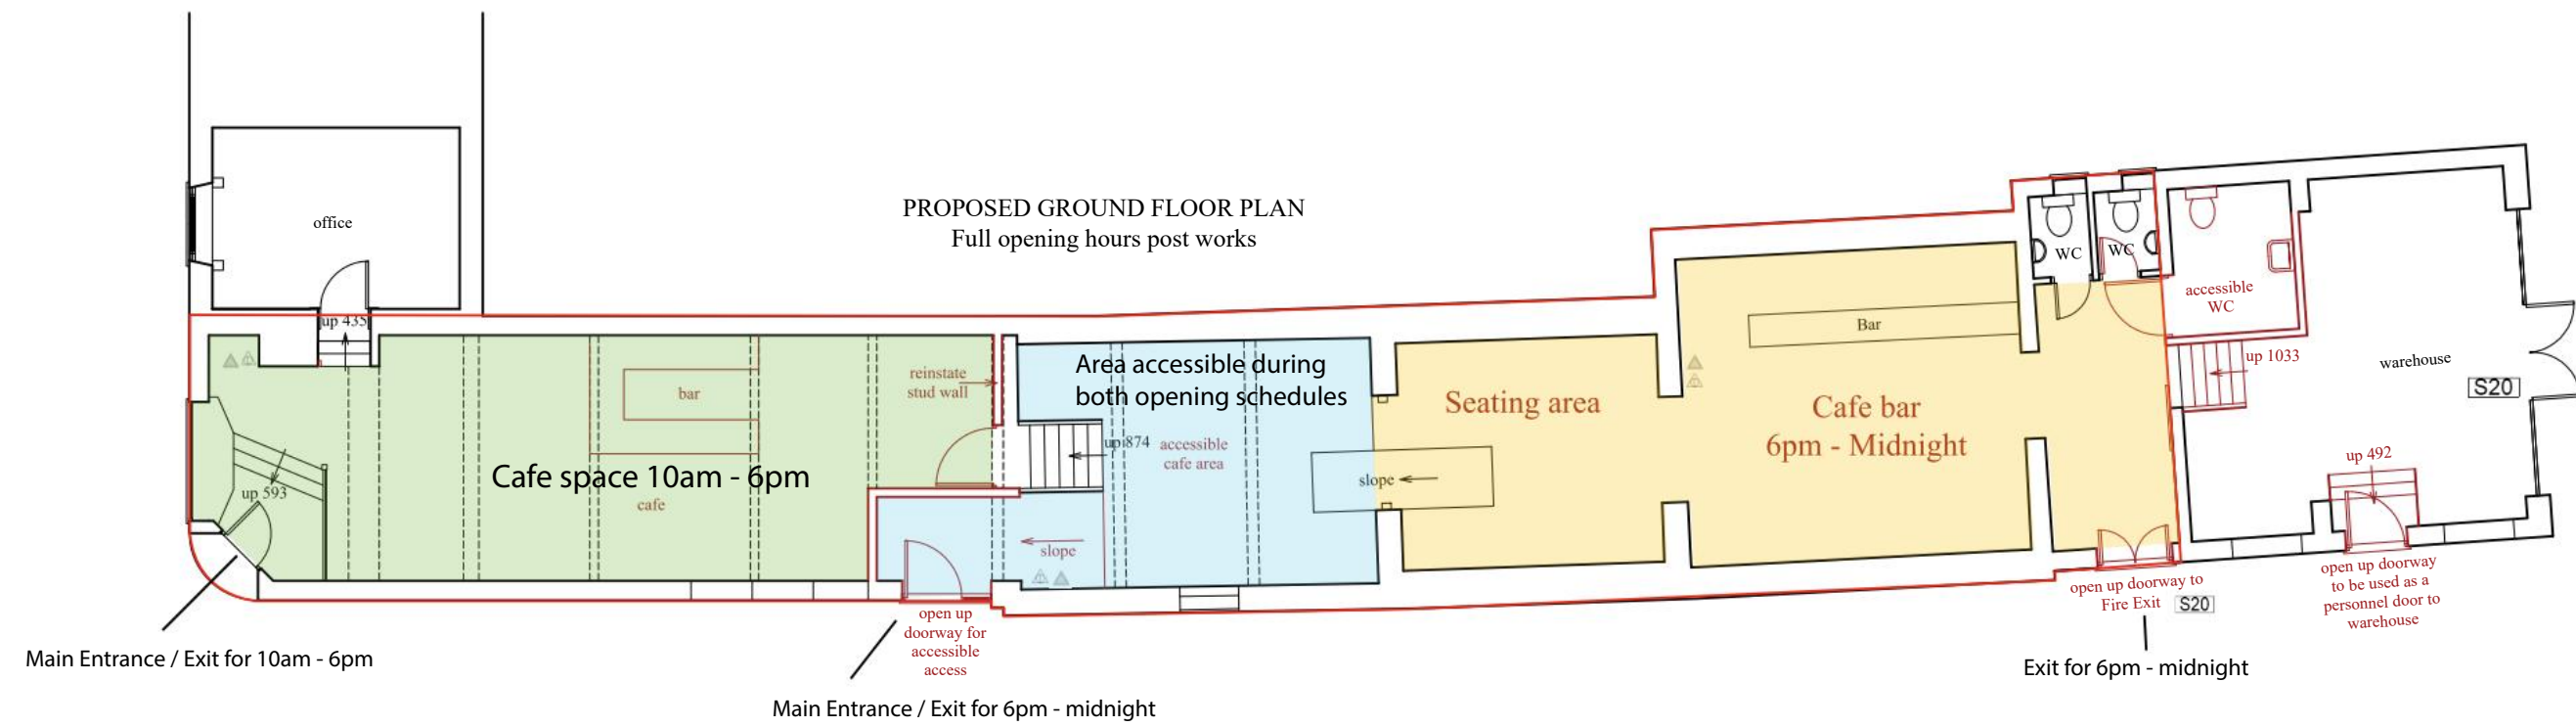 PROPOSED GROUND FLOOR PLAN
Full opening hours post works
office
up 435
bar
reinstate
stud wall
Area accessible during
both opening schedules
up 874
accessible
cafe area
Cafe space 10am - 6pm
cafe
up 593
slope
slope
Seating area
Bar
Cafe bar
6pm - Midnight
WC
WC
accessible
WC
up 1033
warehouse
S20
up 492
open up doorway
to be used as a
personnel door to
warehouse
open up doorway to
Fire Exit
S20
Exit for 6pm - midnight
open up
doorway for
accessible
access
Main Entrance / Exit for 10am - 6pm
Main Entrance / Exit for 6pm - midnight